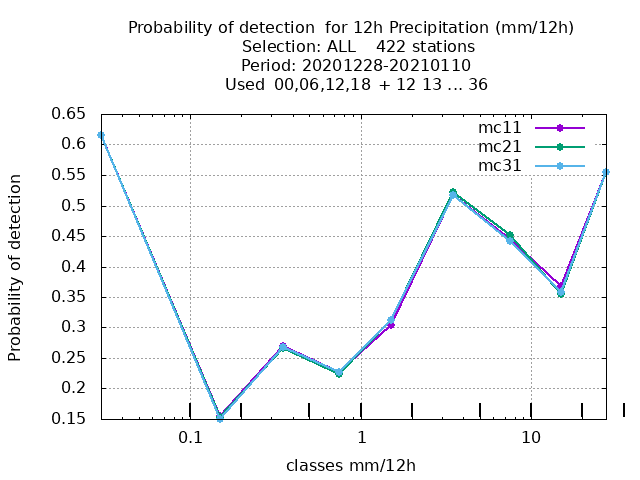 Probability of detection  for 12h Precipitation (mm/12h)
Selection: ALL    422 stations
Period: 20201228-20210110
Used  00,06,12,18  + 12 13 ... 36
mc11
mc21
mc31
0.65
0.6
0.55
0.5
0.45
0.4
0.35
0.3
0.25
0.2
0.15
Probability of detection
0.1
1
10
classes mm/12h